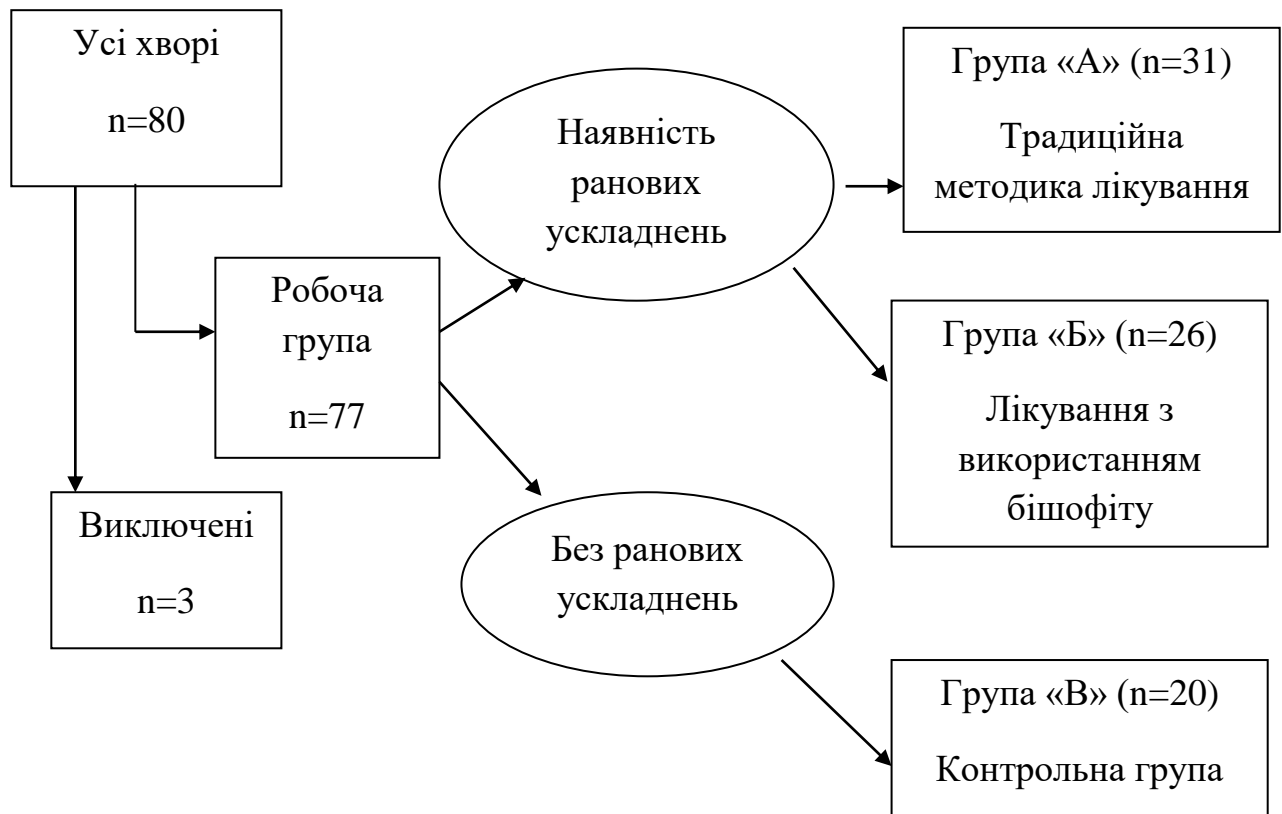 Усі хворі
n=80
Робоча
група
n=77
Виключені
n=3
Наявність
ранових
ускладнень
Без ранових
ускладнень
Група «А» (n=31)
Традиційна
методика лікування
Група «Б» (n=26)
Лікування з
використанням
бішофіту
Група «В» (n=20)
Контрольна група